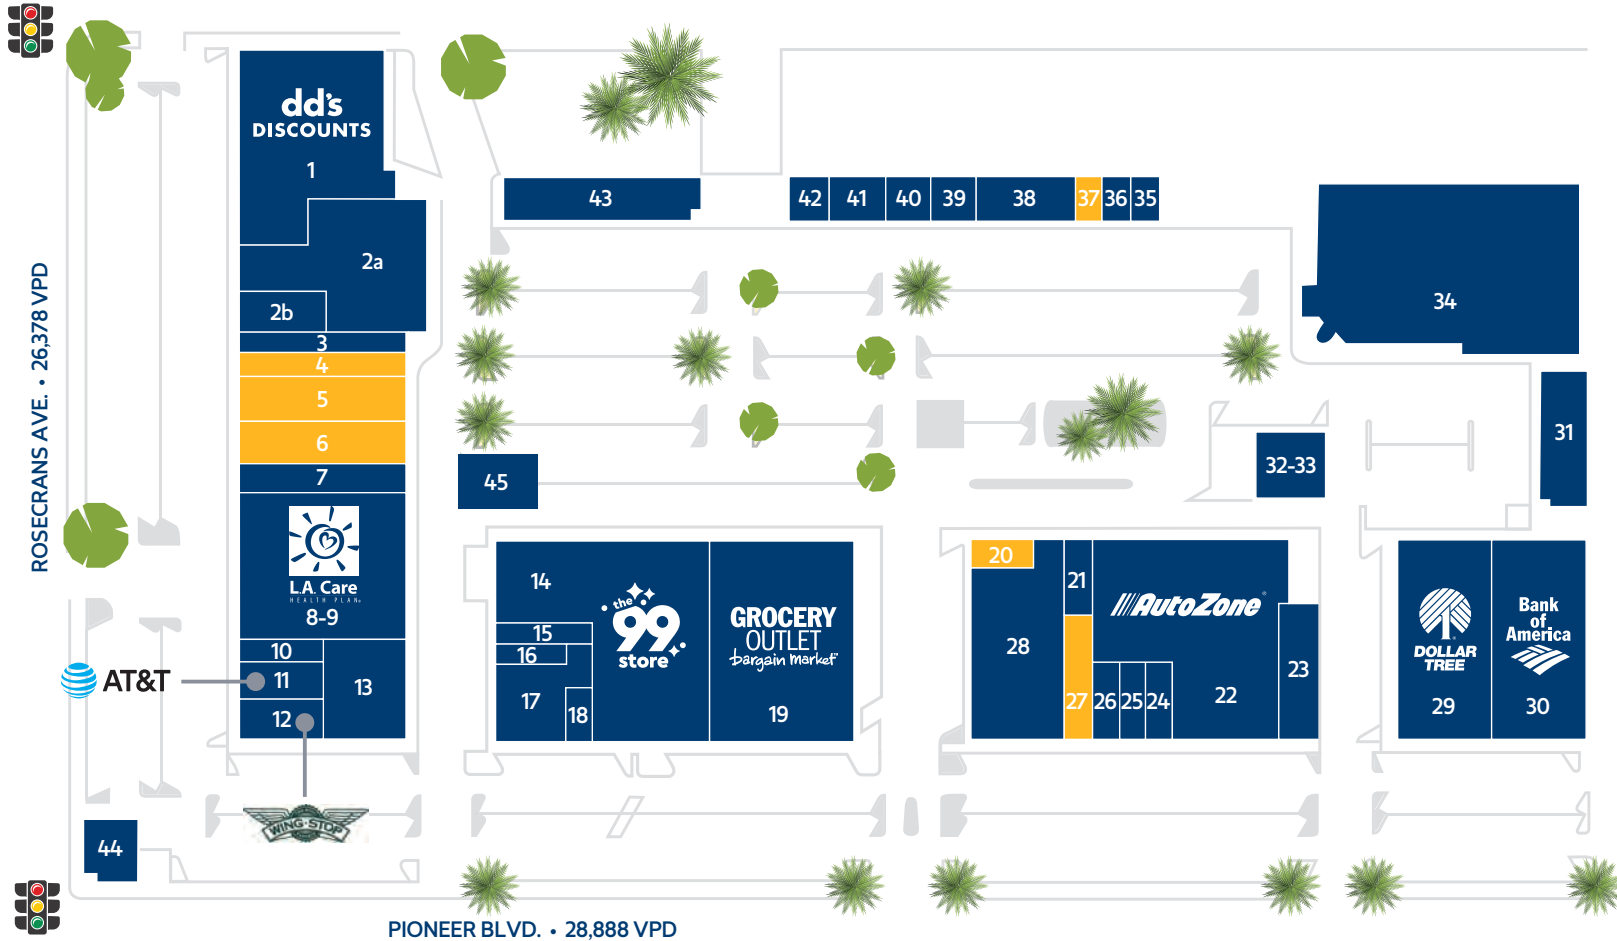 dd's
DISCOUNTS
1
2a
2b
3
4
5
6
7
L.A. Care
HEALTH PLAN®
8-9
10
11
12
13
AT&T
WING·STOP
44
ROSECRANS AVE. • 26,378 VPD
43
42
41
40
39
38
37
36
35
34
31
32-33
45
14
15
16
17
18
the
99
store
GROCERY
OUTLET
bargain market
19
20
21
AutoZone
28
27
26
25
24
22
23
DOLLAR
TREE
29
Bank
of
America
30
PIONEER BLVD. • 28,888 VPD